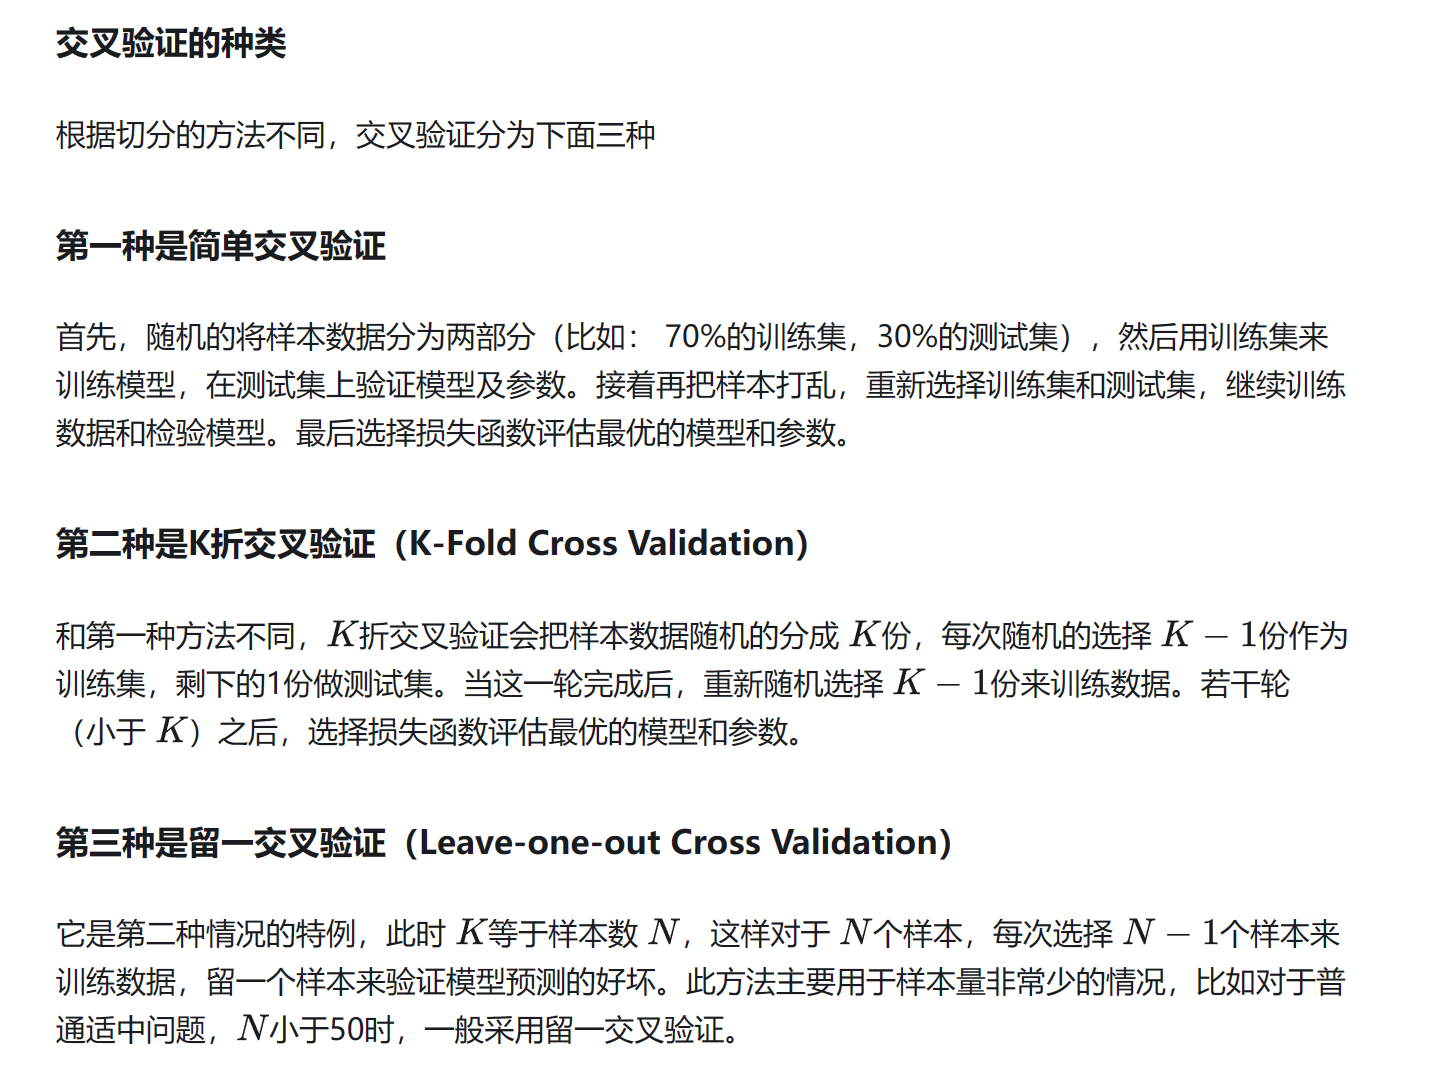 交叉验证的种类
根据切分的方法不同，交叉验证分为下面三种
第一种是简单交叉验证
首先，随机的将样本数据分为两部分（比如： 70%的训练集，30%的测试集），然后用训练集来
训练模型，在测试集上验证模型及参数。接着再把样本打乱，重新选择训练集和测试集，继续训练
数据和检验模型。最后选择损失函数评估最优的模型和参数。
第二种是K折交叉验证（K-Fold Cross Validation）
和第一种方法不同，K折交叉验证会把样本数据随机的分成 K份，每次随机的选择 K − 1份作为
训练集，剩下的1份做测试集。当这一轮完成后，重新随机选择 K − 1份来训练数据。若干轮
（小于 K）之后，选择损失函数评估最优的模型和参数。
第三种是留一交叉验证（Leave-one-out Cross Validation）
它是第二种情况的特例，此时 K等于样本数 N，这样对于 N个样本，每次选择 N − 1个样本来
训练数据，留一个样本来验证模型预测的好坏。此方法主要用于样本量非常少的情况，比如对于普
通适中问题，N小于50时，一般采用留一交叉验证。